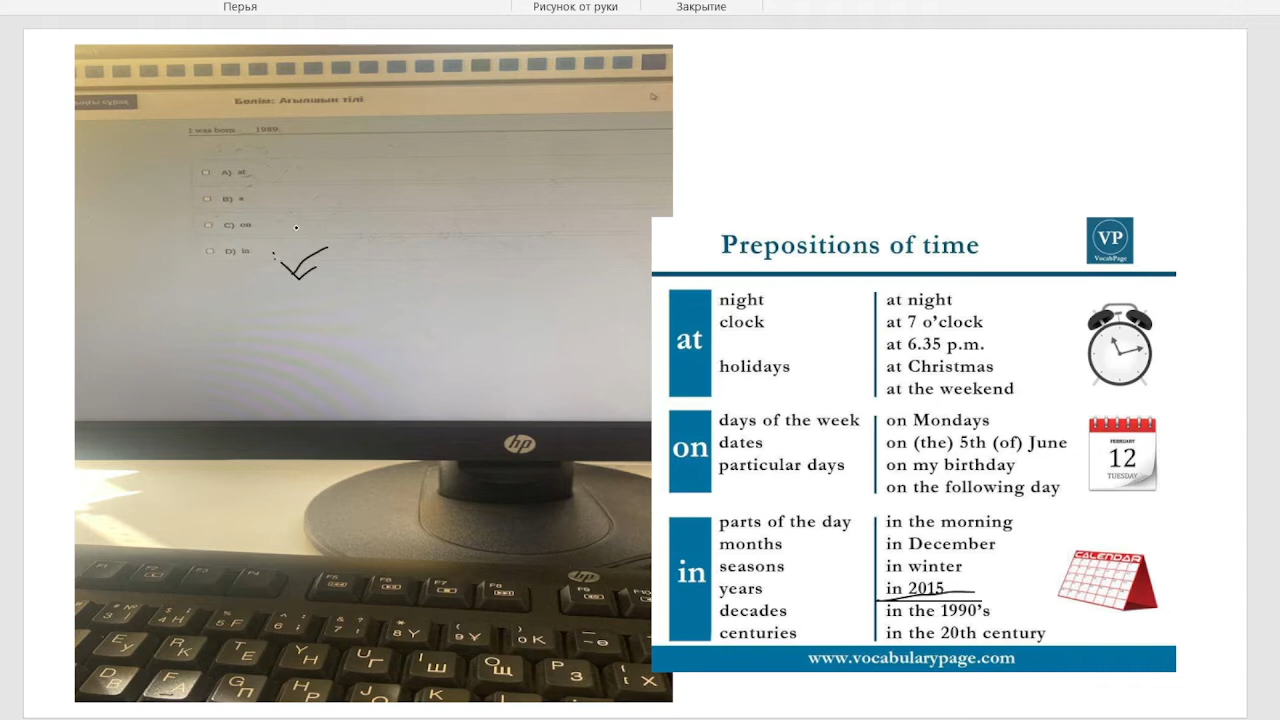 Перья
Рисунок от руки
Закрытие
Бөлім: Ағылшын тілі
I was born __ 1989.
A) at
B) a
C) on
D) in
hp
Prepositions of time
VP
VocabPage
at
night
at night
clock
at 7 o’clock
at 6.35 p.m.
holidays
at Christmas
at the weekend
on
days of the week
on Mondays
dates
on (the) 5th (of) June
particular days
on my birthday
on the following day
FEBRUARY
12
TUESDAY
in
parts of the day
in the morning
months
in December
seasons
in winter
years
in 2015
decades
in the 1990’s
centuries
in the 20th century
CALENDAR
www.vocabularypage.com